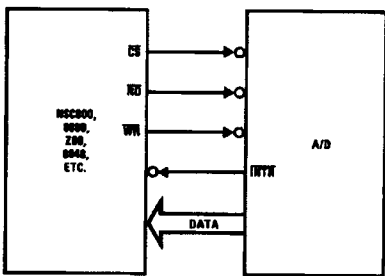 CS
RD
WR
NSC800,
8080,
Z80,
8048,
ETC.
A/D
INTR
DATA